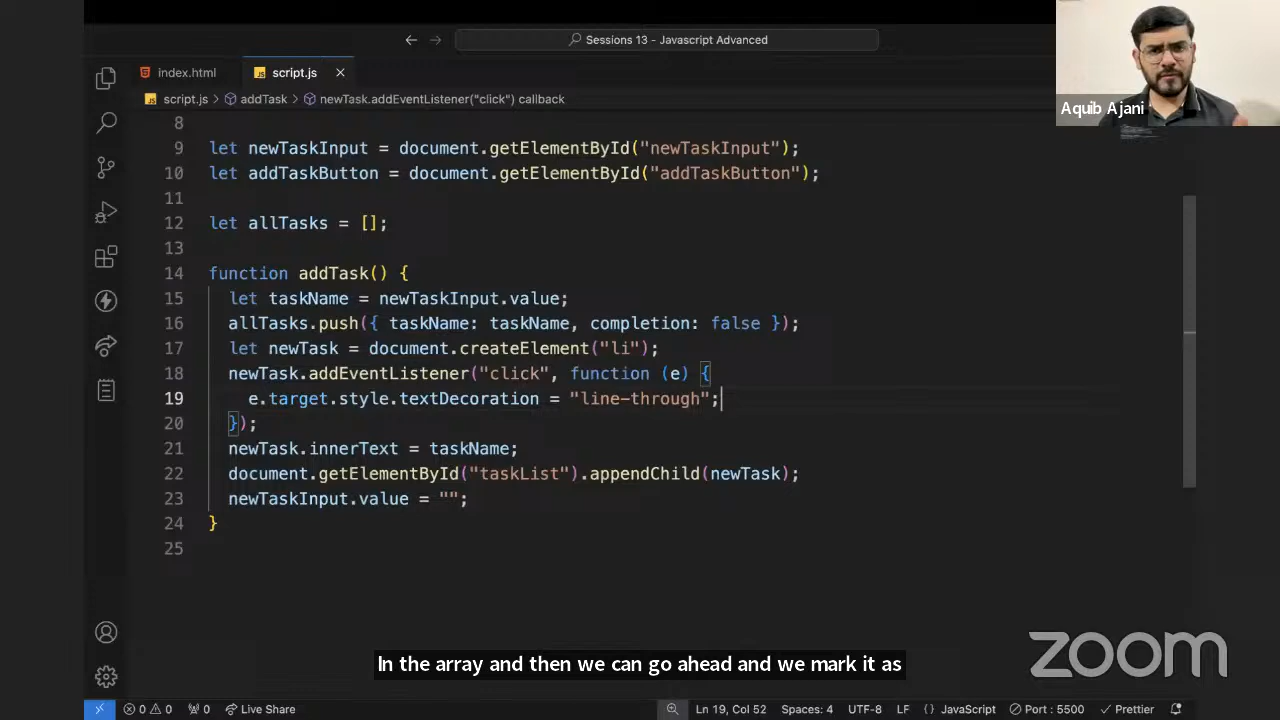 Sessions 13 - Javascript Advanced
Aquib Ajani
index.html
JS script.js
JS script.js > addTask > newTask.addEventListener("click") callback
8
9 let newTaskInput = document.getElementById("newTaskInput");
10 let addTaskButton = document.getElementById("addTaskButton");
11
12 let allTasks = [];
13
14 function addTask() {
15 let taskName = newTaskInput.value;
16 allTasks.push({ taskName: taskName, completion: false });
17 let newTask = document.createElement("li");
18 newTask.addEventListener("click", function (e) {
19 e.target.style.textDecoration = "line-through";
20 });
21 newTask.innerText = taskName;
22 document.getElementById("taskList").appendChild(newTask);
23 newTaskInput.value = "";
24 }
25
In the array and then we can go ahead and we mark it as
zoom
0 0 0 Live Share Ln 19, Col 52 Spaces: 4 UTF-8 LF {} JavaScript Port : 5500 Prettier